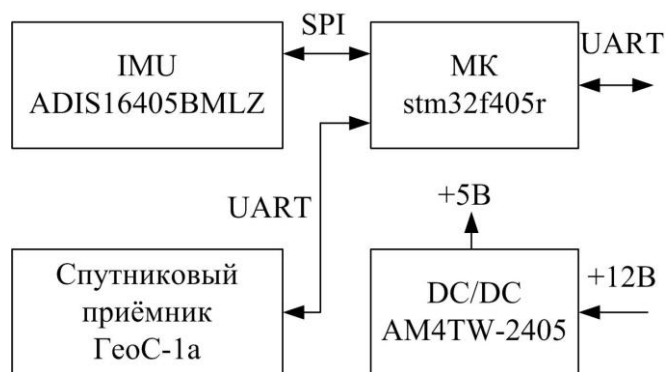 SPI
IMU
ADIS16405BMLZ
МК
stm32f405r
UART
UART
+5В
Спутниковый
приёмник
ГеоС-1а
DC/DC
AM4TW-2405
+12В